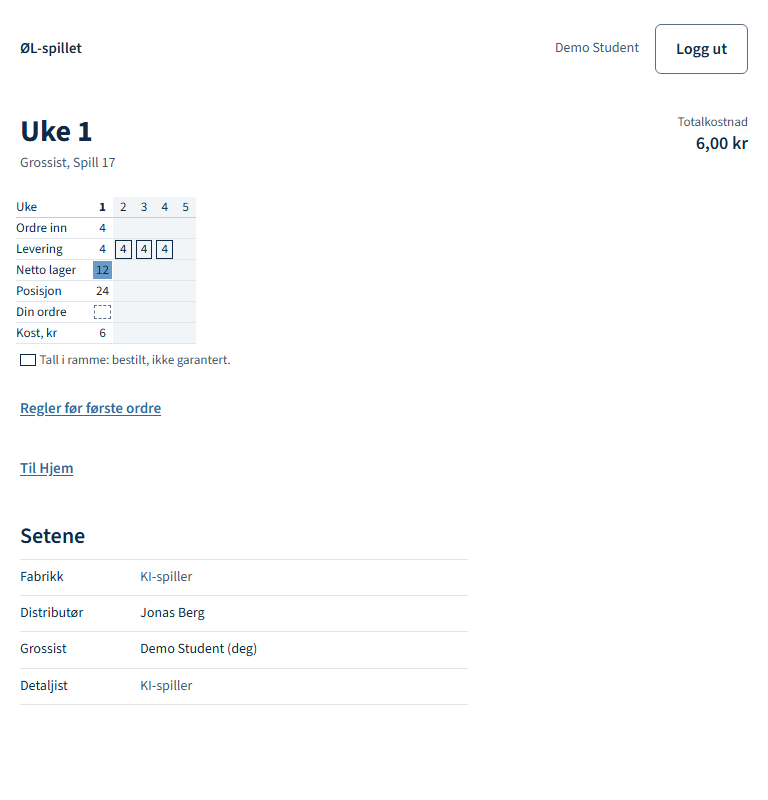 ØL-spillet
Demo Student
Logg ut
Uke 1
Totalkostnad
Grossist, Spill 17
6,00 kr
Uke 1 2 3 4 5
Ordre inn 4
Levering 4 4 4 4
Netto lager 12
Posisjon 24
Din ordre
Kost, kr 6
Tall i ramme: bestilt, ikke garantert.
Regler før første ordre
Til Hjem
Setene
Fabrikk KI-spiller
Distributør Jonas Berg
Grossist Demo Student (deg)
Detaljist KI-spiller